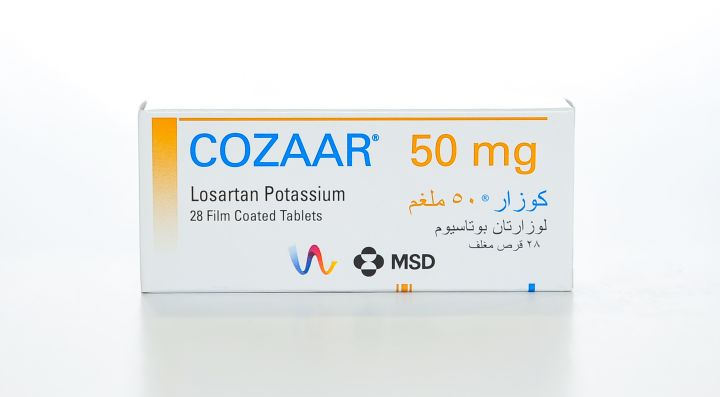 COZAAR® 50 mg
Losartan Potassium
28 Film Coated Tablets
كوزار® ٥٠ ملغم
لوزارتان بوتاسيوم
٢٨ قرص مغلف
MSD